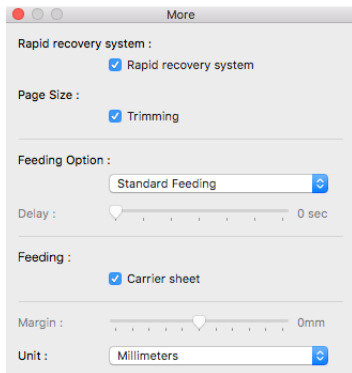 More
Rapid recovery system :
Rapid recovery system
Page Size :
Trimming
Feeding Option :
Standard Feeding
Delay : 0 sec
Feeding :
Carrier sheet
Margin : 0mm
Unit : Millimeters